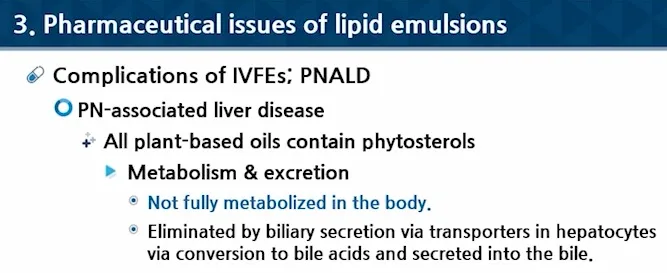 3. Pharmaceutical issues of lipid emulsions
Complications of IVFEs; PNALD
PN-associated liver disease
All plant-based oils contain phytosterols
Metabolism & excretion
Not fully metabolized in the body.
Eliminated by biliary secretion via transporters in hepatocytes
via conversion to bile acids and secreted into the bile.